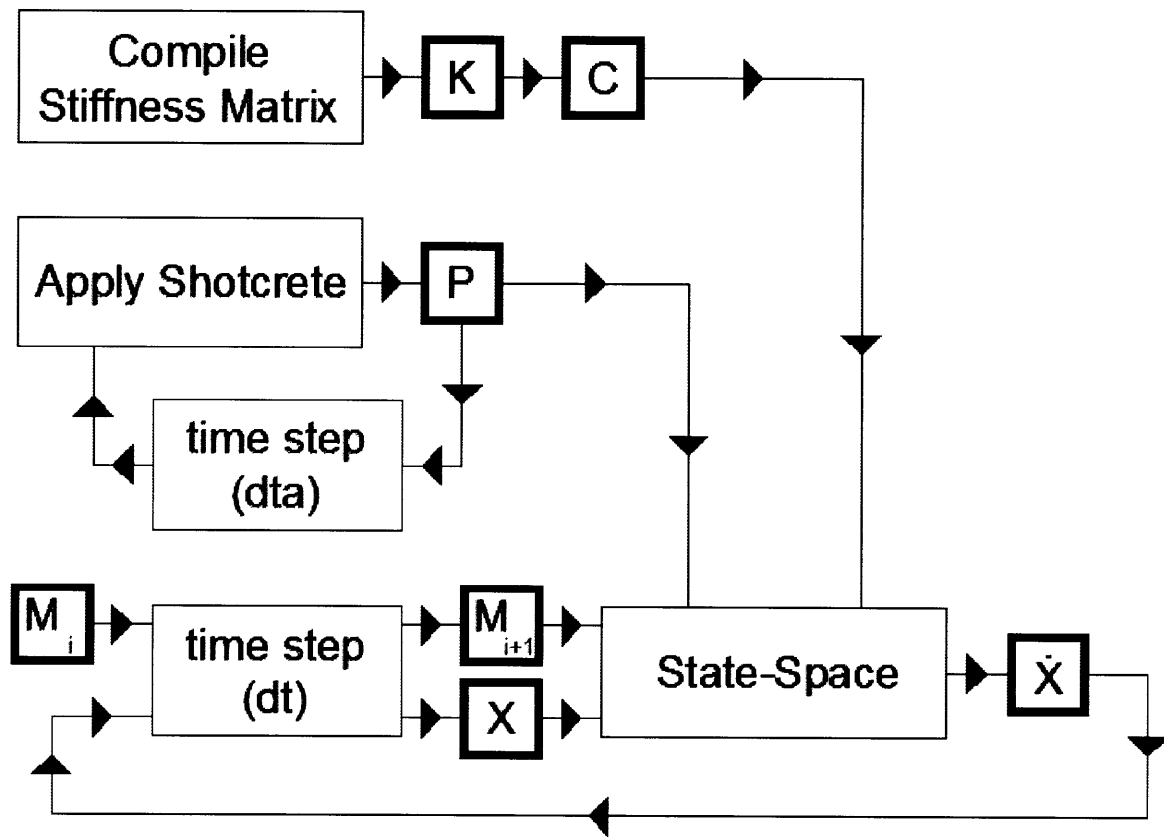 Compile
Stiffness Matrix
K
C
Apply Shotcrete
P
time step
(dta)
M i
time step
(dt)
M i+1
X
State-Space
Ẋ